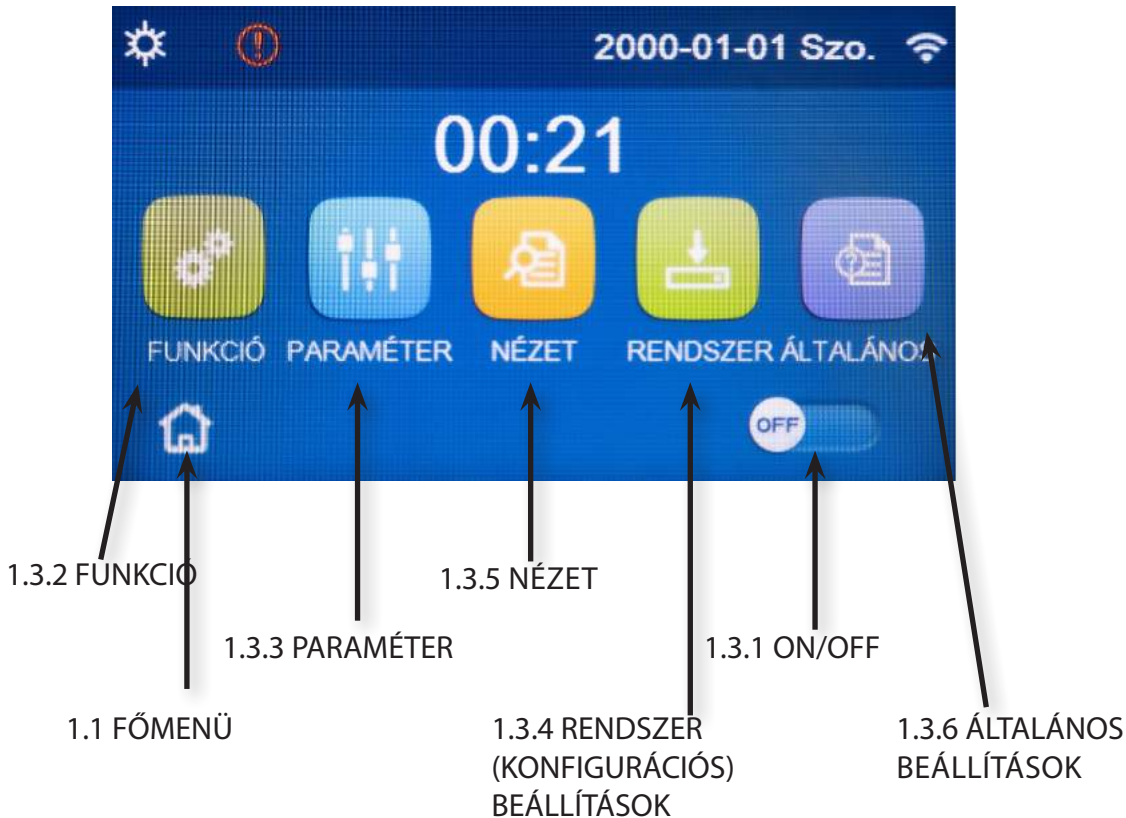 2000-01-01 Szo.
00:21
FUNKCIÓ PARAMÉTER NÉZET RENDSZER ÁLTALÁNOS
OFF
1.3.2 FUNKCIÓ
1.3.5 NÉZET
1.3.3 PARAMÉTER
1.3.1 ON/OFF
1.1 FŐMENÜ
1.3.4 RENDSZER
(KONFIGURÁCIÓS)
BEÁLLÍTÁSOK
1.3.6 ÁLTALÁNOS
BEÁLLÍTÁSOK